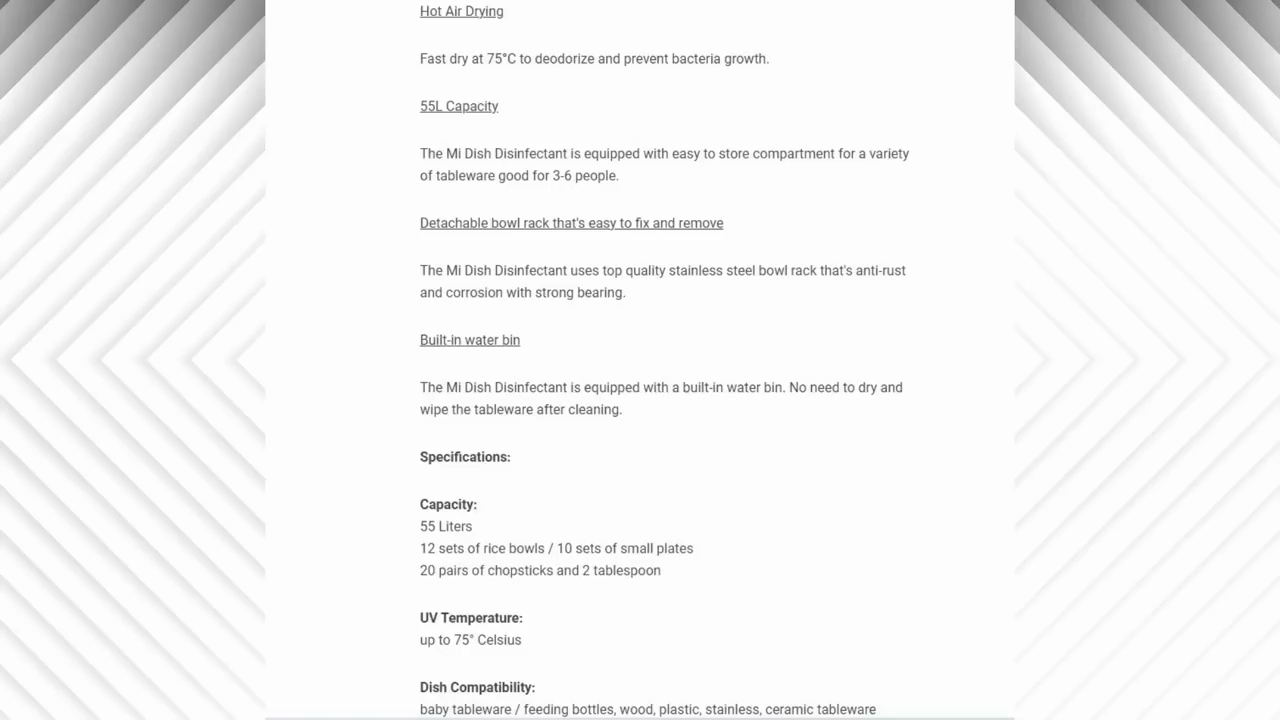 Hot Air Drying
Fast dry at 75°C to deodorize and prevent bacteria growth.
55L Capacity
The Mi Dish Disinfectant is equipped with easy to store compartment for a variety
of tableware good for 3-6 people.
Detachable bowl rack that's easy to fix and remove
The Mi Dish Disinfectant uses top quality stainless steel bowl rack that's anti-rust
and corrosion with strong bearing.
Built-in water bin
The Mi Dish Disinfectant is equipped with a built-in water bin. No need to dry and
wipe the tableware after cleaning.
Specifications:
Capacity:
55 Liters
12 sets of rice bowls / 10 sets of small plates
20 pairs of chopsticks and 2 tablespoon
UV Temperature:
up to 75° Celsius
Dish Compatibility:
baby tableware / feeding bottles, wood, plastic, stainless, ceramic tableware